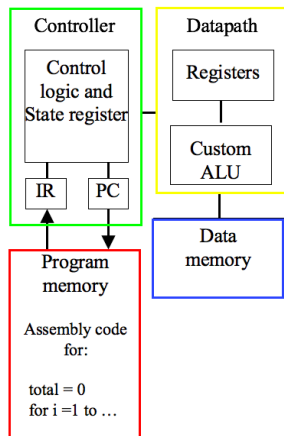 Controller
Control
logic and
State register
IR
PC
Datapath
Registers
Custom
ALU
Data
memory
Program
memory
Assembly code
for:
total = 0
for i =1 to …